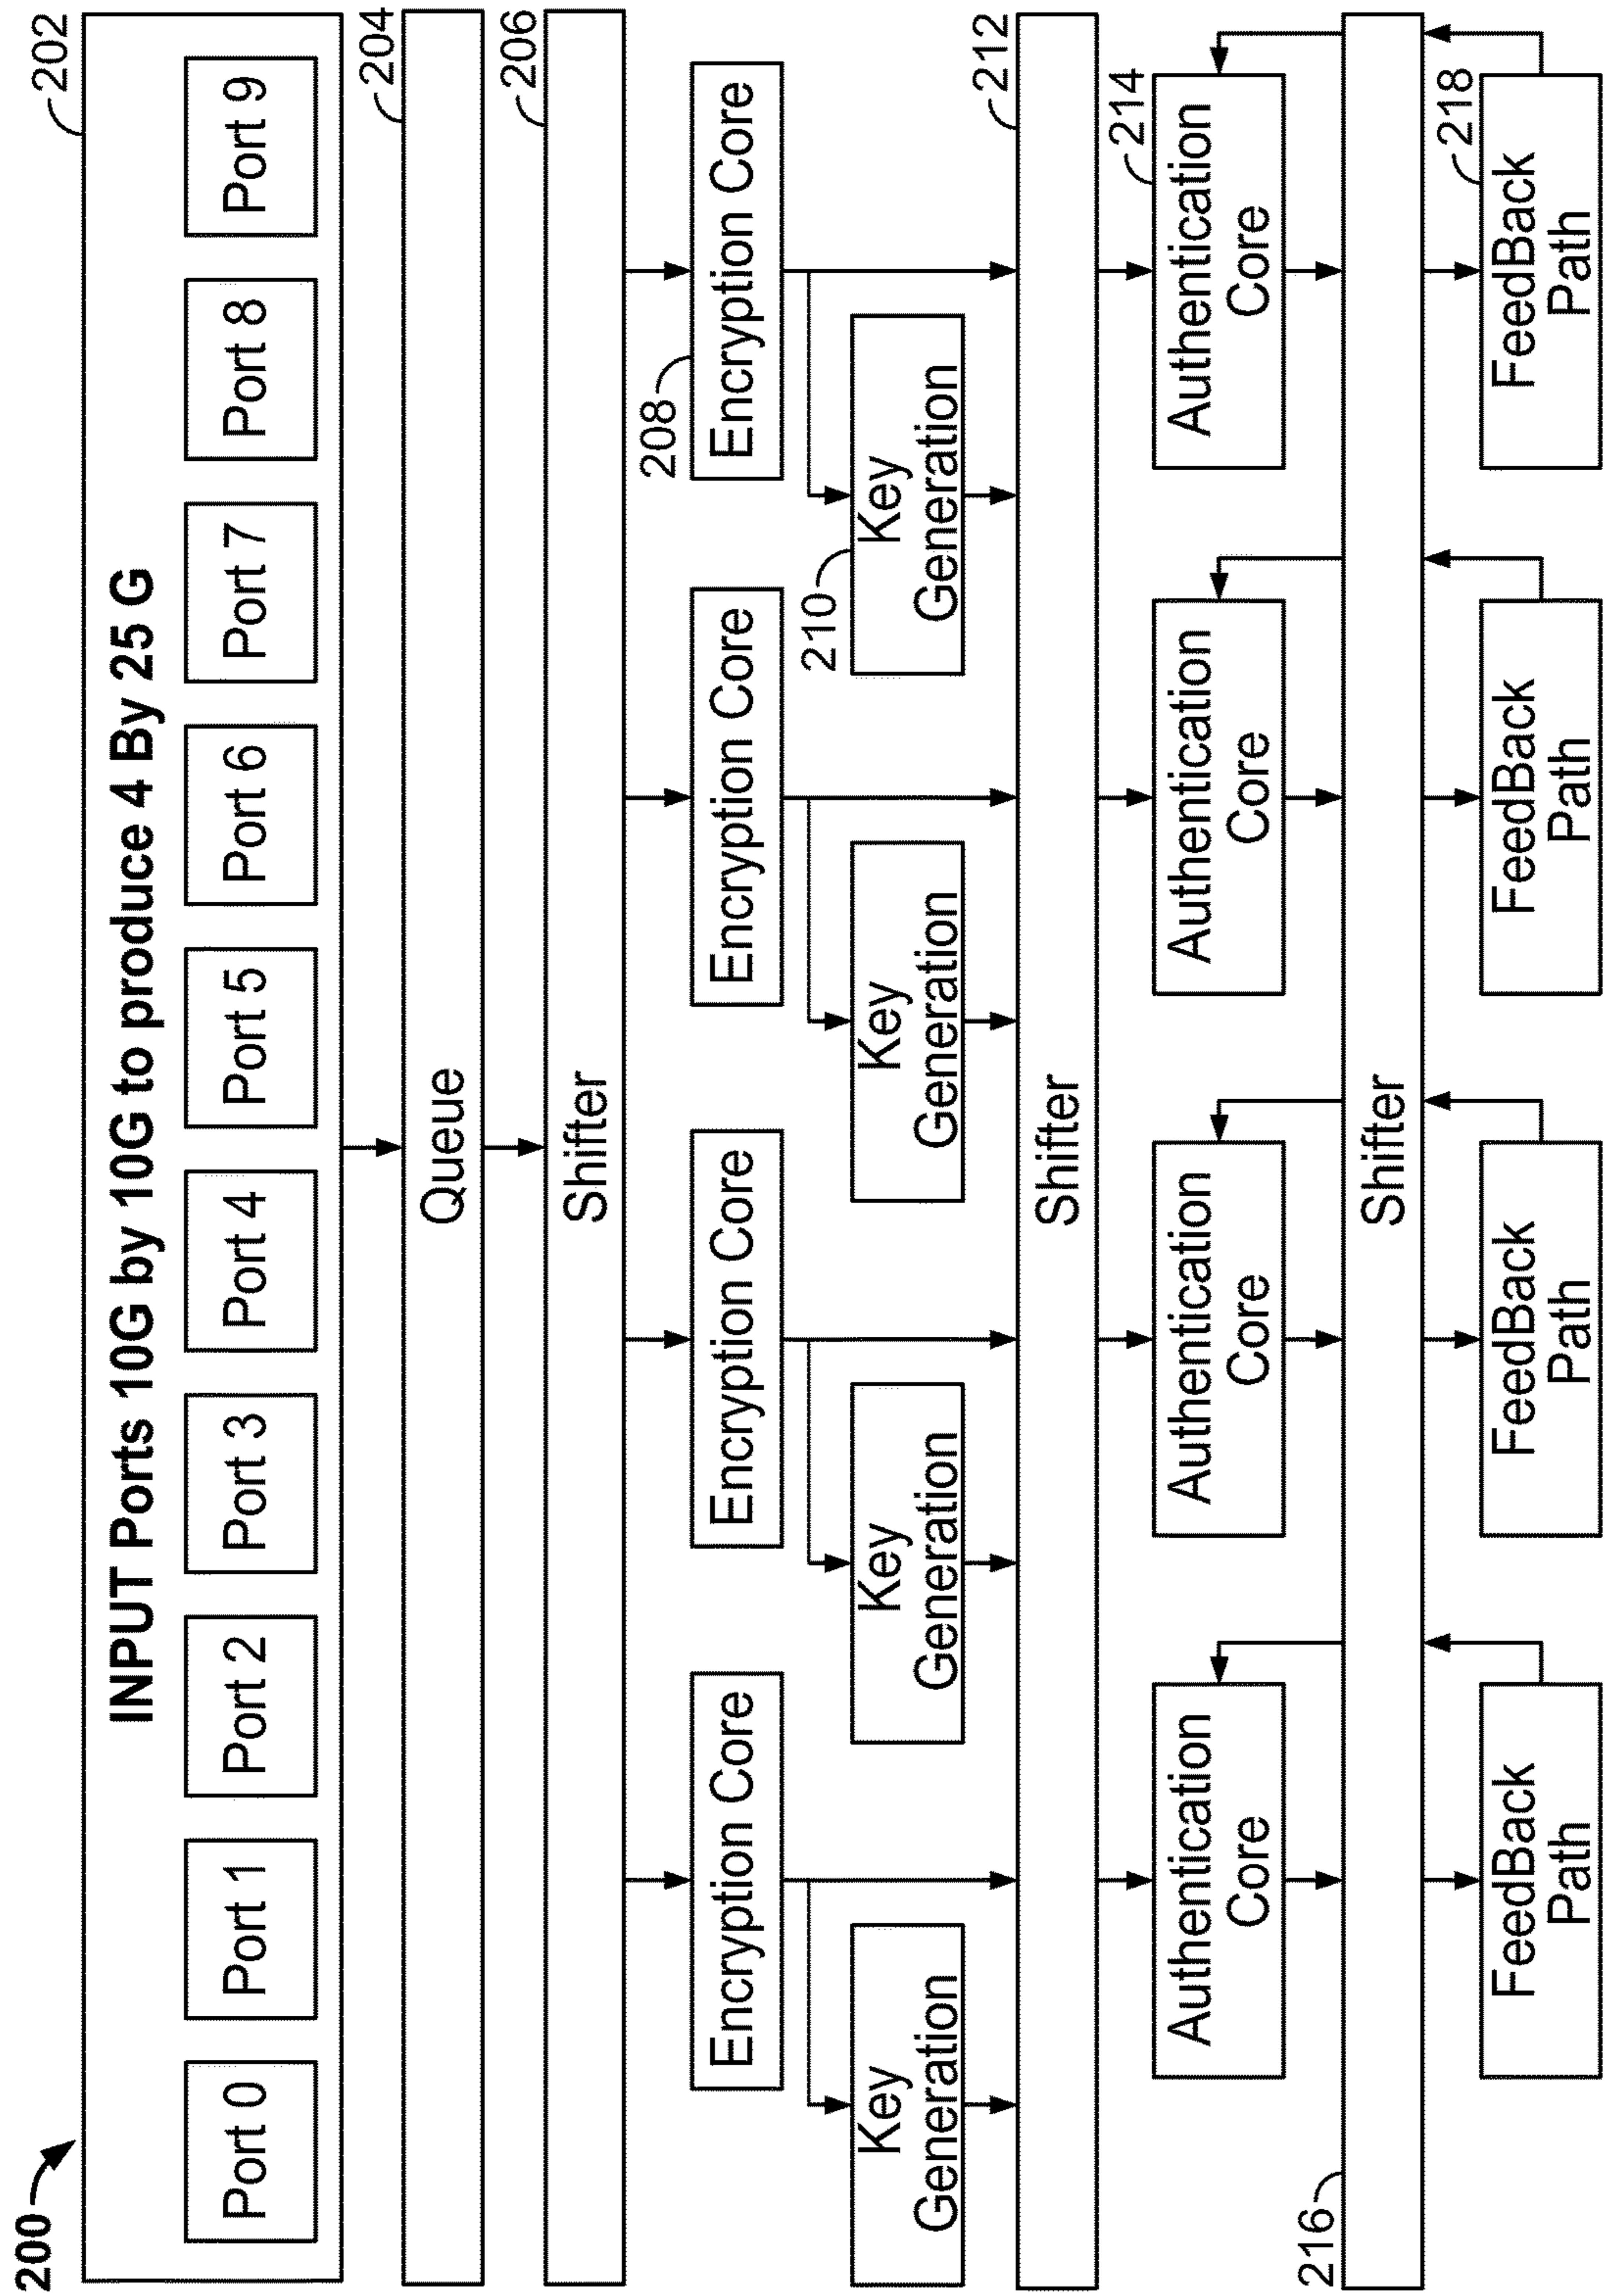 200
202
INPUT Ports 10G by 10G to produce 4 By 25 G
Port 0
Port 1
Port 2
Port 3
Port 4
Port 5
Port 6
Port 7
Port 8
Port 9
204
Queue
206
Shifter
208
Encryption Core
Encryption Core
Encryption Core
Encryption Core
210
Key
Generation
Key
Generation
Key
Generation
Key
Generation
212
Shifter
214
Authentication
Core
Authentication
Core
Authentication
Core
Authentication
Core
216
Shifter
218
FeedBack
Path
FeedBack
Path
FeedBack
Path
FeedBack
Path